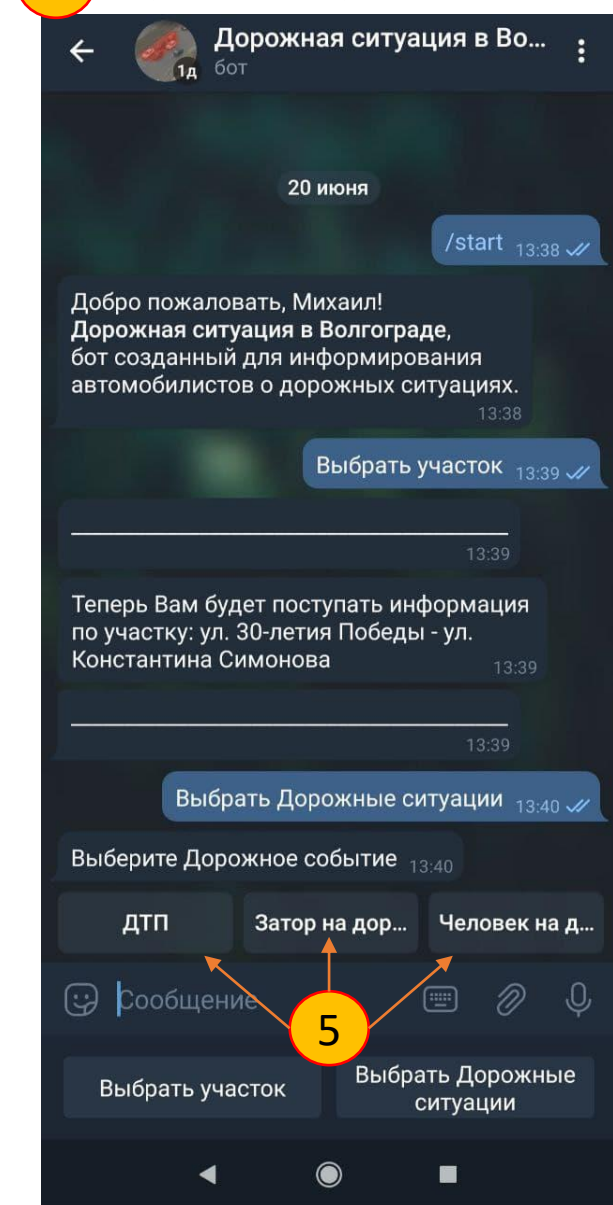 Дорожная ситуация в Во...
1д
бот
20 июня
/start 13:38
Добро пожаловать, Михаил!
Дорожная ситуация в Волгограде,
бот созданный для информирования
автомобилистов о дорожных ситуациях.
13:38
Выбрать участок 13:39
13:39
Теперь Вам будет поступать информация
по участку: ул. 30-летия Победы - ул.
Константина Симонова
13:39
13:39
Выбрать Дорожные ситуации 13:40
Выберите Дорожное событие 13:40
ДТП
Затор на дор...
Человек на д...
Сообщение
5
Выбрать участок
Выбрать Дорожные
ситуации